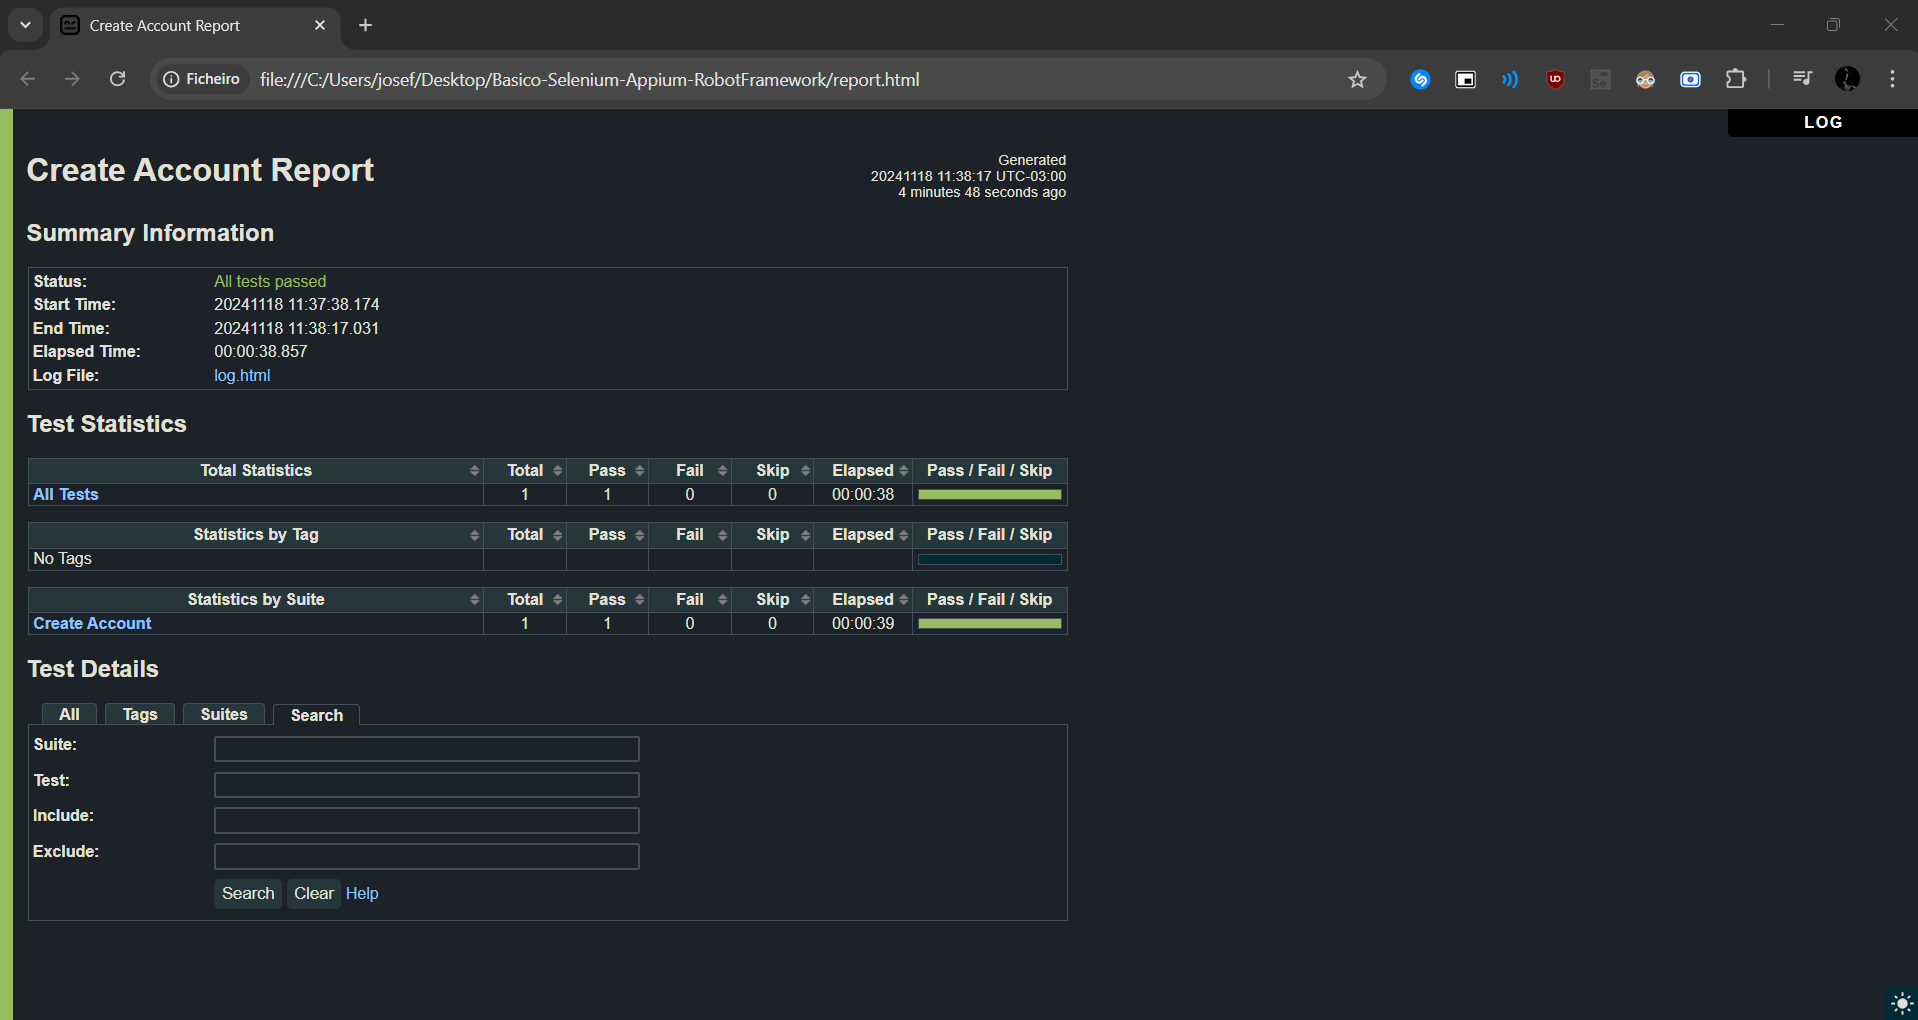 Create Account Report
Ficheiro file:///C:/Users/josef/Desktop/Basico-Selenium-Appium-RobotFramework/report.html
LOG
Create Account Report
Generated
20241118 11:38:17 UTC-03:00
4 minutes 48 seconds ago
Summary Information
Status: All tests passed
Start Time: 20241118 11:37:38.174
End Time: 20241118 11:38:17.031
Elapsed Time: 00:00:38.857
Log File: log.html
Test Statistics
Total Statistics Total Pass Fail Skip Elapsed Pass / Fail / Skip
All Tests 1 1 0 0 00:00:38
Statistics by Tag Total Pass Fail Skip Elapsed Pass / Fail / Skip
No Tags
Statistics by Suite Total Pass Fail Skip Elapsed Pass / Fail / Skip
Create Account 1 1 0 0 00:00:39
Test Details
All Tags Suites Search
Suite:
Test:
Include:
Exclude:
Search Clear Help